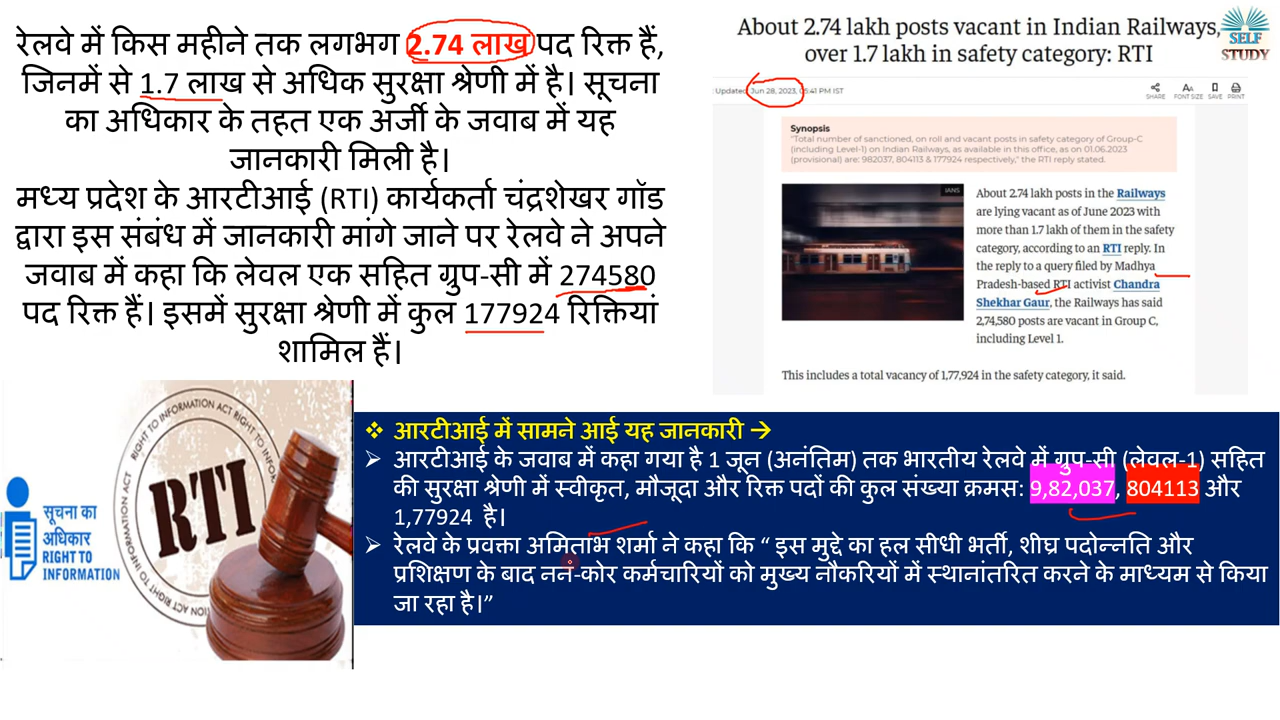 रेलवे में किस महीने तक लगभग 2.74 लाख पद रिक्त हैं,
जिनमें से 1.7 लाख से अधिक सुरक्षा श्रेणी में है। सूचना
का अधिकार के तहत एक अर्जी के जवाब में यह
जानकारी मिली है।
मध्य प्रदेश के आरटीआई (RTI) कार्यकर्ता चंद्रशेखर गॉड
द्वारा इस संबंध में जानकारी मांगे जाने पर रेलवे ने अपने
जवाब में कहा कि लेवल एक सहित ग्रुप-सी में 274580
पद रिक्त हैं। इसमें सुरक्षा श्रेणी में कुल 177924 रिक्तियां
शामिल हैं।
About 2.74 lakh posts vacant in Indian Railways,
over 1.7 lakh in safety category: RTI
SELF
STUDY
Updated: Jun 28, 2023, 05:41 PM IST
SHARE
AA
FONT SIZE
SAVE
PRINT
Synopsis
"Total number of sanctioned, on roll and vacant posts in safety category of Group-C
(including Level-1) on Indian Railways, as available in this office, as on 01.06.2023
(provisional) are: 982037, 804113 & 177924 respectively," the RTI reply stated.
IANS
About 2.74 lakh posts in the Railways
are lying vacant as of June 2023 with
more than 1.7 lakh of them in the safety
category, according to an RTI reply. In
the reply to a query filed by Madhya
Pradesh-based RTI activist Chandra
Shekhar Gaur, the Railways has said
2,74,580 posts are vacant in Group C,
including Level 1.
This includes a total vacancy of 1,77,924 in the safety category, it said.
RIGHT TO INFORMATION ACT RIGHT TO INFORMATION
RTI
सूचना का
अधिकार
RIGHT TO
INFORMATION
❖ आरटीआई में सामने आई यह जानकारी →
➢ आरटीआई के जवाब में कहा गया है 1 जून (अनंतिम) तक भारतीय रेलवे में ग्रुप-सी (लेवल-1) सहित
की सुरक्षा श्रेणी में स्वीकृत, मौजूदा और रिक्त पदों की कुल संख्या क्रमस: 9,82,037, 804113 और
1,77924 है।
➢ रेलवे के प्रवक्ता अमिताभ शर्मा ने कहा कि “ इस मुद्दे का हल सीधी भर्ती, शीघ्र पदोन्नति और
प्रशिक्षण के बाद नन-कोर कर्मचारियों को मुख्य नौकरियों में स्थानांतरित करने के माध्यम से किया
जा रहा है।”